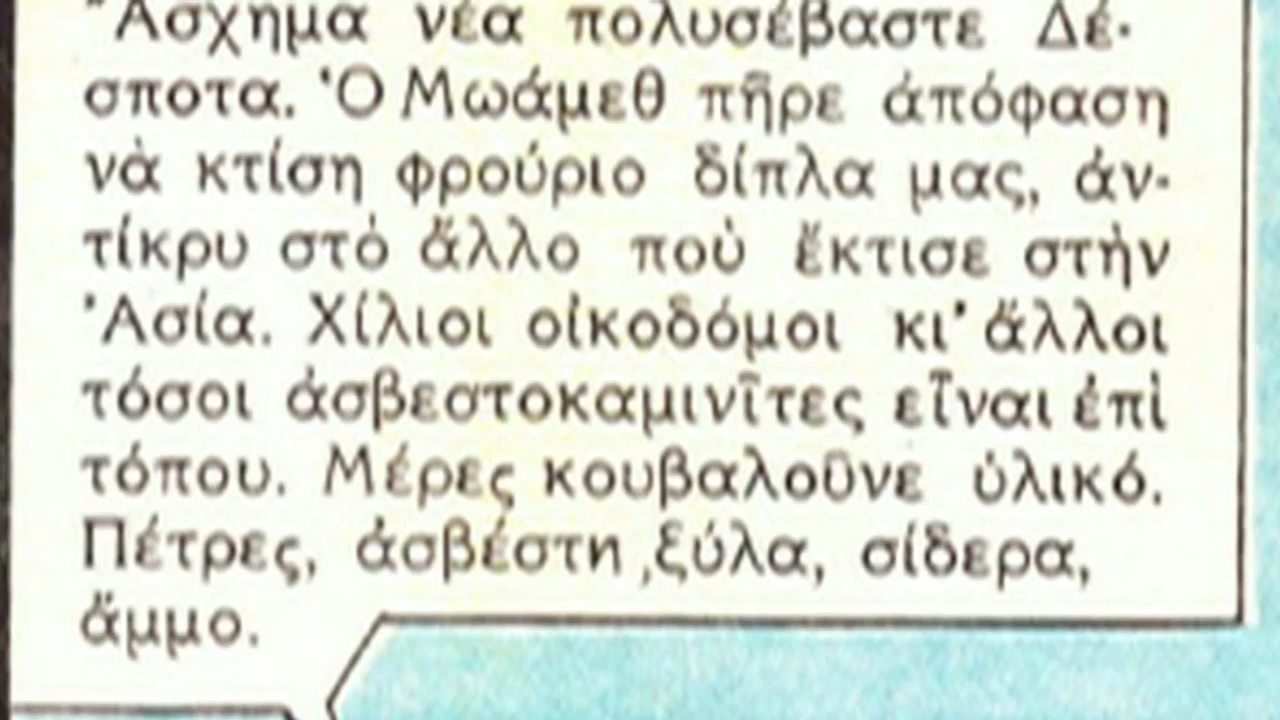 Ἄσχημα νέα πολυσέβαστε Δέ-
σποτα. Ὁ Μωάμεθ πῆρε ἀπόφαση
νὰ κτίση φρούριο δίπλα μας, ἀν-
τίκρυ στὸ ἄλλο ποὺ ἔκτισε στὴν
Ἀσία. Χίλιοι οἰκοδόμοι κι' ἄλλοι
τόσοι ἀσβεστοκαμινῖτες εἶναι ἐπὶ
τόπου. Μέρες κουβαλοῦνε ὑλικό.
Πέτρες, ἀσβέστη ,ξύλα, σίδερα,
ἄμμο.